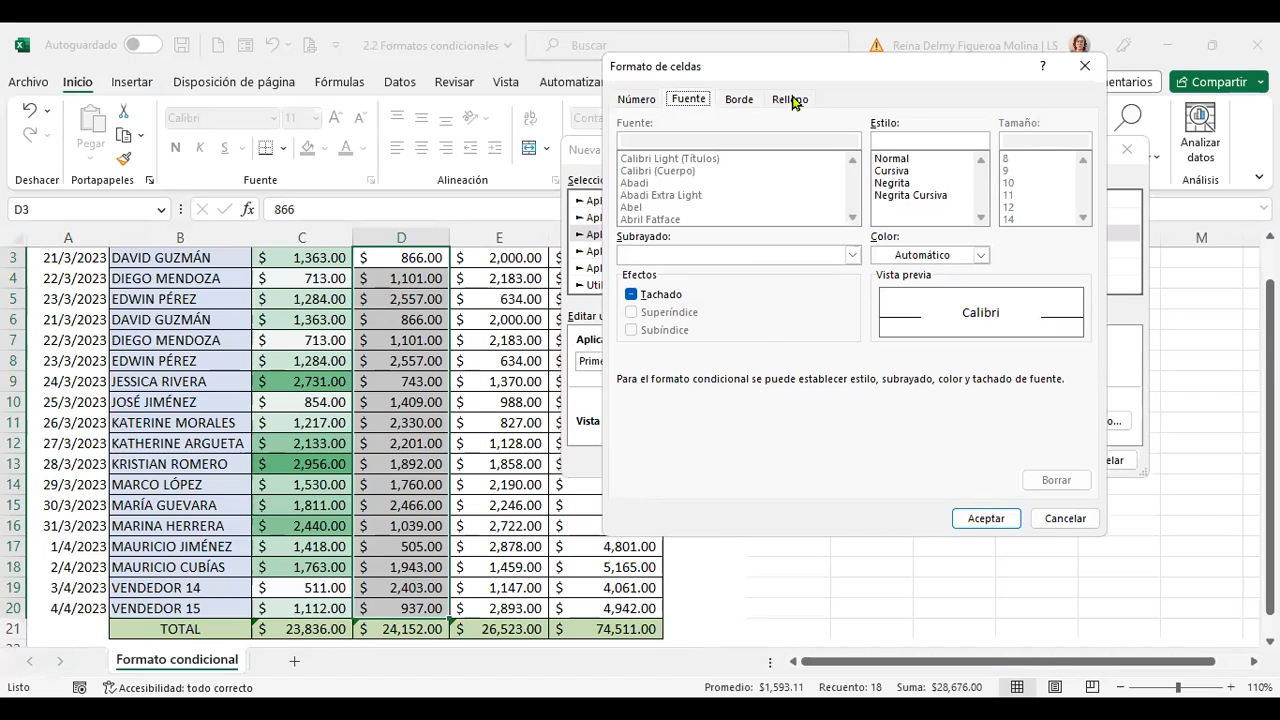 Autoguardado
2.2 Formatos condicionales
Buscar
Reina Delmy Figueroa Molina | LS
Archivo Inicio Insertar Disposición de página Fórmulas Datos Revisar Vista Compartir
Calibri 11
Pegar
N K S
Analizar datos
Deshacer Portapapeles Fuente Alineación Análisis
D3 fx 866
A B C D E M
3 21/3/2023 DAVID GUZMÁN $ 1,363.00 866.00 $ 2,000.00
4 22/3/2023 DIEGO MENDOZA $ 713.00 $ 1,101.00 $ 2,183.00
5 23/3/2023 EDWIN PÉREZ $ 1,284.00 $ 2,557.00 $ 634.00
6 21/3/2023 DAVID GUZMÁN $ 1,363.00 $ 866.00 $ 2,000.00
7 22/3/2023 DIEGO MENDOZA $ 713.00 $ 1,101.00 $ 2,183.00
8 23/3/2023 EDWIN PÉREZ $ 1,284.00 $ 2,557.00 $ 634.00
9 24/3/2023 JESSICA RIVERA $ 2,731.00 $ 743.00 $ 1,370.00
10 25/3/2023 JOSÉ JIMÉNEZ $ 854.00 $ 1,409.00 $ 988.00
11 26/3/2023 KATERINE MORALES $ 1,217.00 $ 2,330.00 $ 827.00
12 27/3/2023 KATHERINE ARGUETA $ 2,133.00 $ 2,201.00 $ 1,128.00
13 28/3/2023 KRISTIAN ROMERO $ 2,956.00 $ 1,892.00 $ 1,858.00
14 29/3/2023 MARCO LÓPEZ $ 1,530.00 $ 1,760.00 $ 2,190.00
15 30/3/2023 MARÍA GUEVARA $ 1,811.00 $ 2,466.00 $ 2,246.00
16 31/3/2023 MARINA HERRERA $ 2,440.00 $ 1,039.00 $ 2,722.00
17 1/4/2023 MAURICIO JIMÉNEZ $ 1,418.00 $ 505.00 $ 2,878.00 $ 4,801.00
18 2/4/2023 MAURICIO CUBÍAS $ 1,763.00 $ 1,943.00 $ 1,459.00 $ 5,165.00
19 3/4/2023 VENDEDOR 14 $ 511.00 $ 2,403.00 $ 1,147.00 $ 4,061.00
20 4/4/2023 VENDEDOR 15 $ 1,112.00 $ 937.00 $ 2,893.00 $ 4,942.00
21 TOTAL $ 23,836.00 $ 24,152.00 $ 26,523.00 $ 74,511.00
Formato de celdas ?
Número Fuente Borde Relleno
Fuente: Estilo: Tamaño:
Calibri Light (Títulos) Normal 8
Calibri (Cuerpo) Cursiva 9
Abadi Negrita 10
Abadi Extra Light Negrita Cursiva 11
Abel 12
Abril Fatface 14
Subrayado: Color:
Automático
Efectos Vista previa
Tachado
Superíndice
Subíndice
Calibri
Para el formato condicional se puede establecer estilo, subrayado, color y tachado de fuente.
Borrar
Aceptar Cancelar
Formato condicional
Listo Accesibilidad: todo correcto Promedio: $1,593.11 Recuento: 18 Suma: $28,676.00 110%